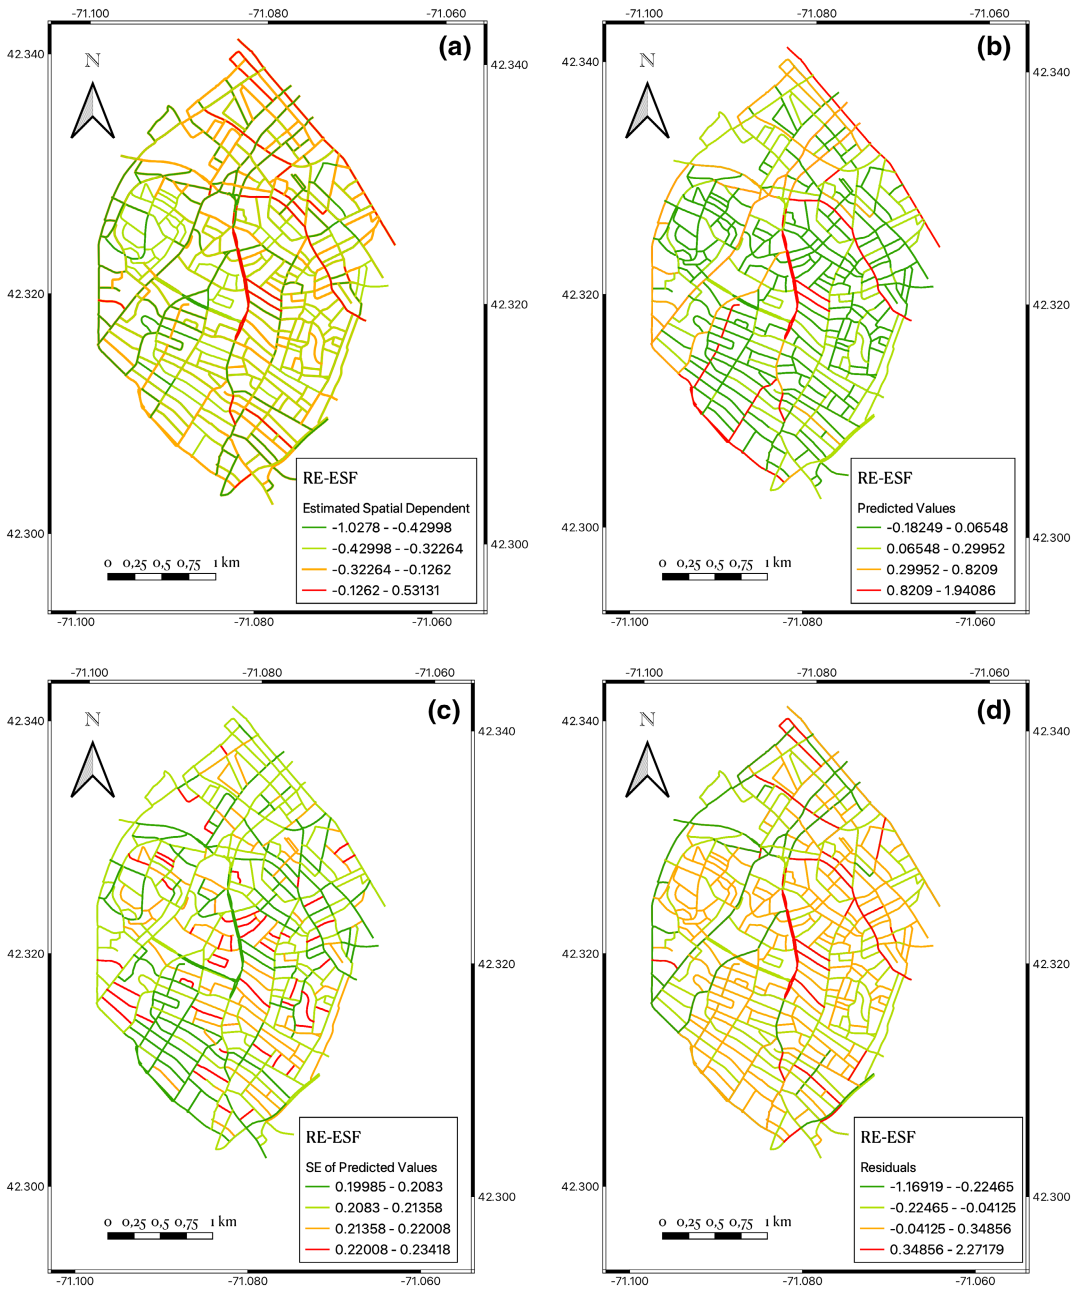 -71.100 -71.080 -71.060
(a)
N
42.340 42.340
42.320 42.320
42.300 42.300
RE-ESF
Estimated Spatial Dependent
-1.0278 - -0.42998
-0.42998 - -0.32264
-0.32264 - -0.1262
-0.1262 - 0.53131
0 0,25 0,5 0,75 1 km
-71.100 -71.080 -71.060
-71.100 -71.080 -71.060
(b)
N
42.340 42.340
42.320 42.320
42.300 42.300
RE-ESF
Predicted Values
-0.18249 - 0.06548
0.06548 - 0.29952
0.29952 - 0.8209
0.8209 - 1.94086
0 0,25 0,5 0,75 1 km
-71.100 -71.080 -71.060
-71.100 -71.080 -71.060
(c)
N
42.340 42.340
42.320 42.320
42.300 42.300
RE-ESF
SE of Predicted Values
0.19985 - 0.2083
0.2083 - 0.21358
0.21358 - 0.22008
0.22008 - 0.23418
0 0,25 0,5 0,75 1 km
-71.100 -71.080 -71.060
-71.100 -71.080 -71.060
(d)
N
42.340 42.340
42.320 42.320
42.300 42.300
RE-ESF
Residuals
-1.16919 - -0.22465
-0.22465 - -0.04125
-0.04125 - 0.34856
0.34856 - 2.27179
0 0,25 0,5 0,75 1 km
-71.100 -71.080 -71.060